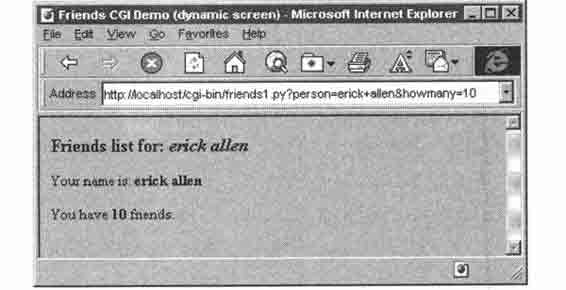 Friends CGI Demo (dynamic screen) - Microsoft Internet Explorer
File Edit View Go Favorites Help
Address http://localhost/cgi-bin/friends1.py?person=erick+allen&howmany=10
Friends list for: erick allen
Your name is: erick allen
You have 10 friends.